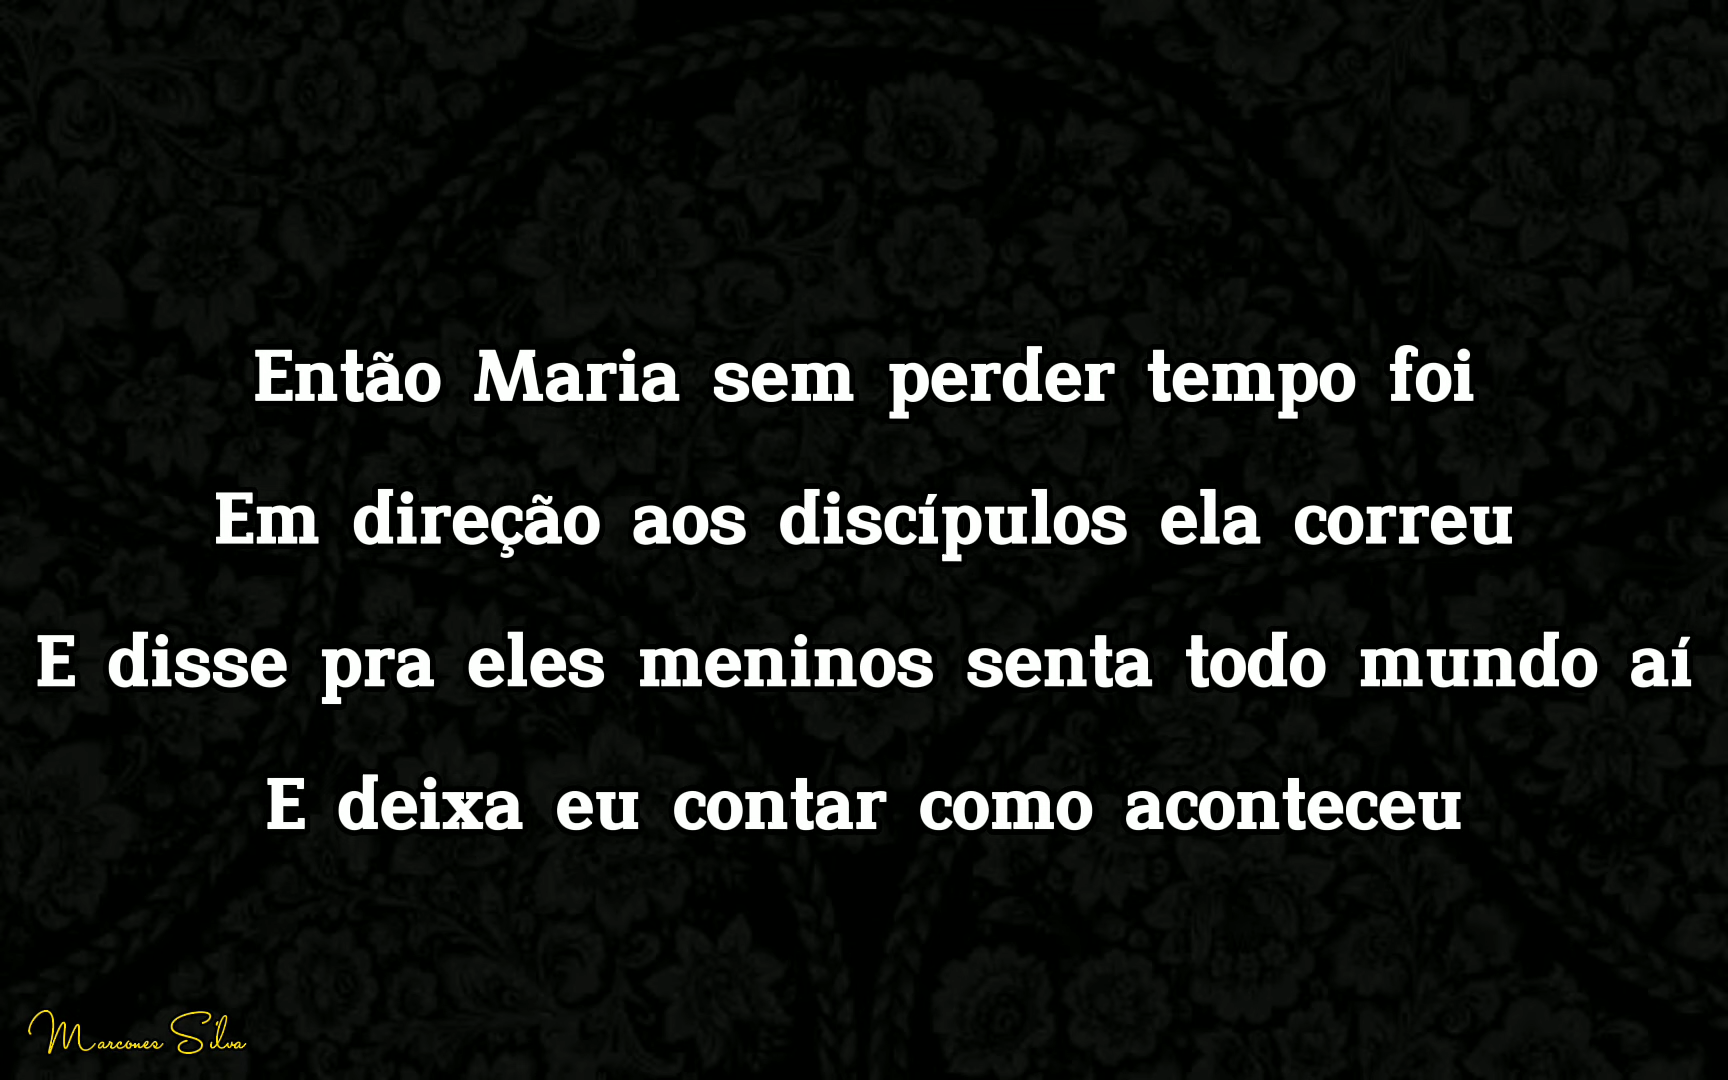 Então Maria sem perder tempo foi
Em direção aos discípulos ela correu
E disse pra eles meninos senta todo mundo aí
E deixa eu contar como aconteceu
Marcones Silva